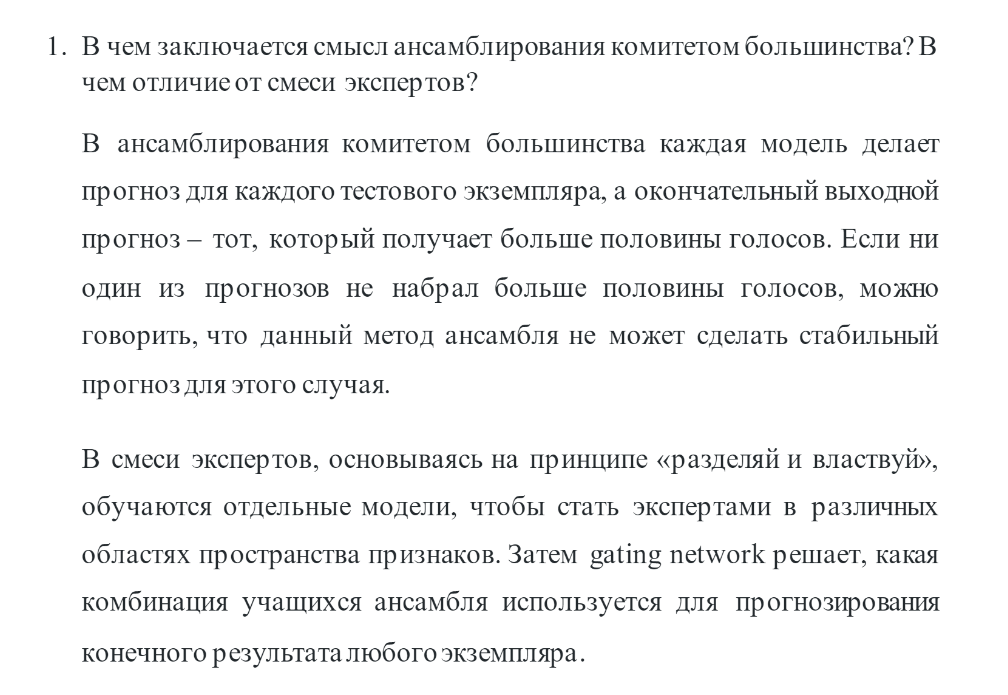 1. В чем заключается смысл ансамблирования комитетом большинства? В
чем отличие от смеси экспертов?
В ансамблирования комитетом большинства каждая модель делает
прогноз для каждого тестового экземпляра, а окончательный выходной
прогноз – тот, который получает больше половины голосов. Если ни
один из прогнозов не набрал больше половины голосов, можно
говорить, что данный метод ансамбля не может сделать стабильный
прогноз для этого случая.
В смеси экспертов, основываясь на принципе «разделяй и властвуй»,
обучаются отдельные модели, чтобы стать экспертами в различных
областях пространства признаков. Затем gating network решает, какая
комбинация учащихся ансамбля используется для прогнозирования
конечного результата любого экземпляра.